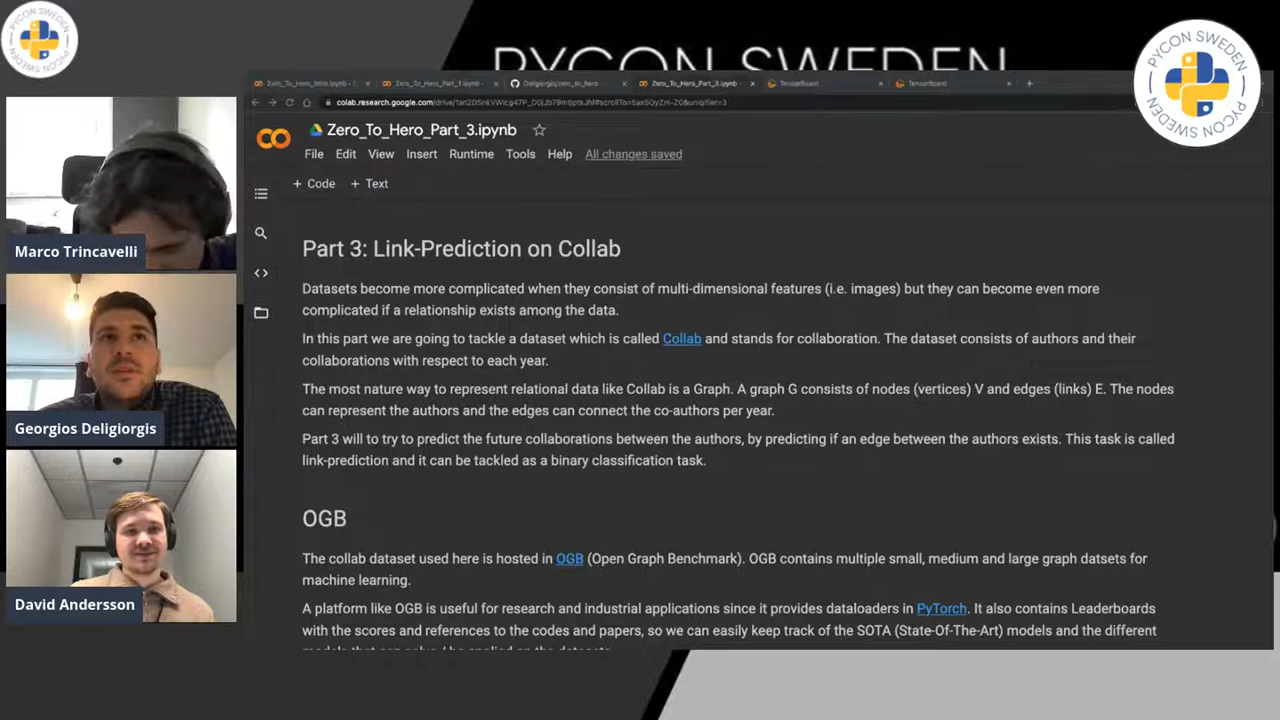 PYCON SWEDEN
PYCON SWEDEN
PYCON SWEDEN
Zero_To_Hero_Intro.ipynb
Zero_To_Hero_Part_1.ipynb
Deligiorgis/zero_to_hero
Zero_To_Hero_Part_3.ipynb
TensorBoard
TensorBoard
Zero_To_Hero_Part_3.ipynb
File Edit View Insert Runtime Tools Help All changes saved
+ Code + Text
Part 3: Link-Prediction on Collab
Datasets become more complicated when they consist of multi-dimensional features (i.e. images) but they can become even more
complicated if a relationship exists among the data.
In this part we are going to tackle a dataset which is called Collab and stands for collaboration. The dataset consists of authors and their
collaborations with respect to each year.
The most nature way to represent relational data like Collab is a Graph. A graph G consists of nodes (vertices) V and edges (links) E. The nodes
can represent the authors and the edges can connect the co-authors per year.
Part 3 will to try to predict the future collaborations between the authors, by predicting if an edge between the authors exists. This task is called
link-prediction and it can be tackled as a binary classification task.
OGB
The collab dataset used here is hosted in OGB (Open Graph Benchmark). OGB contains multiple small, medium and large graph datsets for
machine learning.
A platform like OGB is useful for research and industrial applications since it provides dataloaders in PyTorch. It also contains Leaderboards
with the scores and references to the codes and papers, so we can easily keep track of the SOTA (State-Of-The-Art) models and the different
Marco Trincavelli
Georgios Deligiorgis
David Andersson